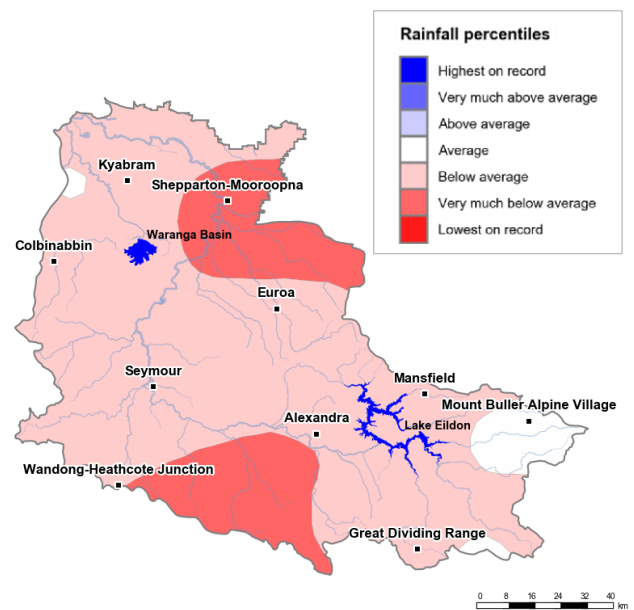 Rainfall percentiles
Highest on record
Very much above average
Above average
Average
Below average
Very much below average
Lowest on record
Kyabram
Shepparton-Mooroopna
Waranga Basin
Colbinabbin
Euroa
Seymour
Mansfield
Mount Buller Alpine Village
Alexandra
Lake Eildon
Wandong-Heathcote Junction
Great Dividing Range
0 8 16 24 32 40
km